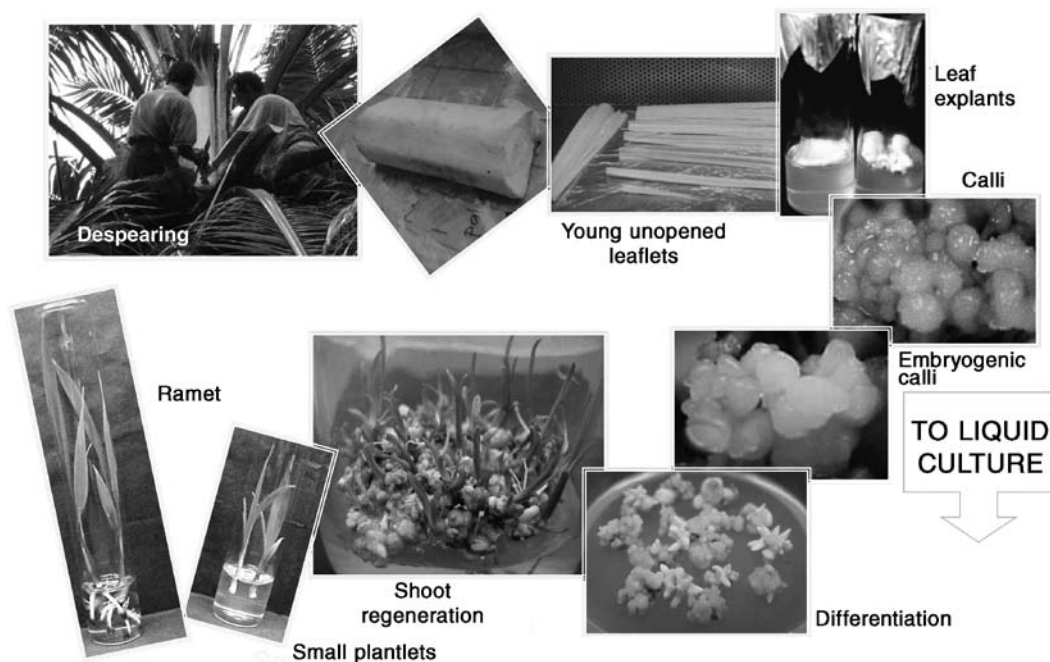 Despearing
Young unopened
leaflets
Leaf
explants
Calli
Embryogenic
calli
TO LIQUID
CULTURE
Differentiation
Shoot
regeneration
Small plantlets
Ramet